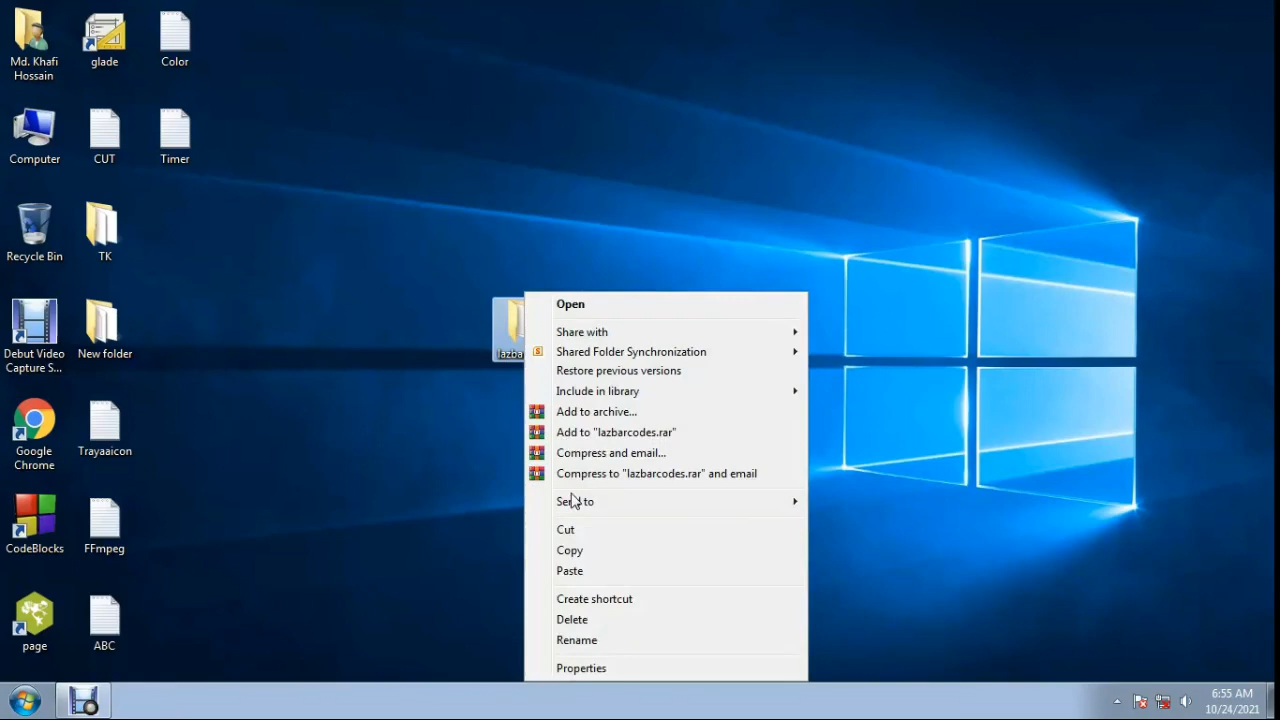 Md. Khafi
Hossain
glade
Color
Computer
CUT
Timer
Recycle Bin
TK
Debut Video
Capture S...
New folder
Google
Chrome
Trayaaicon
CodeBlocks
FFmpeg
page
ABC
Open
Share with
Shared Folder Synchronization
Restore previous versions
Include in library
Add to archive...
Add to "lazbarcodes.rar"
Compress and email...
Compress to "lazbarcodes.rar" and email
Send to
Cut
Copy
Paste
Create shortcut
Delete
Rename
Properties
6:55 AM
10/24/2021